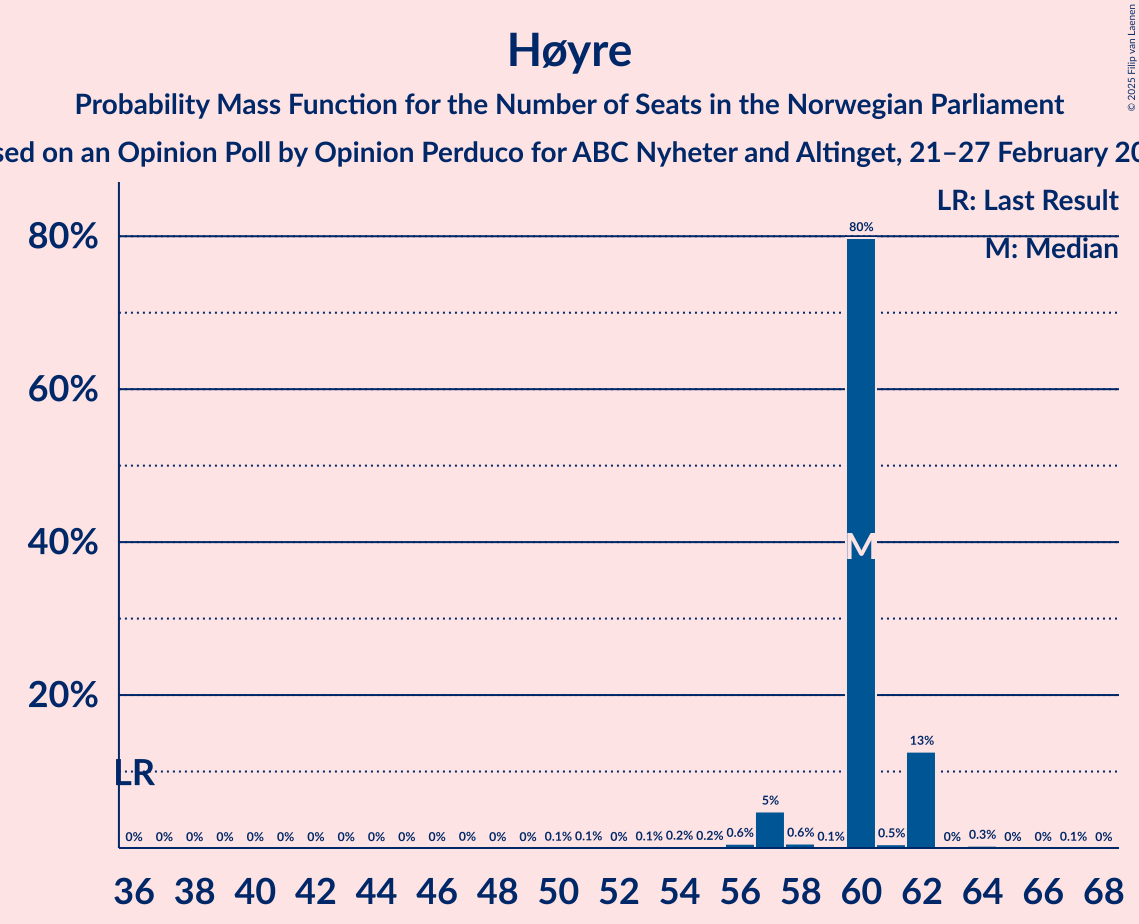 Høyre
Probability Mass Function for the Number of Seats in the Norwegian Parliament
sed on an Opinion Poll by Opinion Perduco for ABC Nyheter and Altinget, 21–27 February 20
© 2025 Filip van Laenen
LR: Last Result
M: Median
80%
60%
40%
20%
LR
M
0% 0% 0% 0% 0% 0% 0% 0% 0% 0% 0% 0% 0% 0% 0.1% 0.1% 0% 0.1% 0.2% 0.2% 0.6% 5% 0.6% 0.1% 80% 0.5% 13% 0% 0.3% 0% 0% 0.1% 0%
36 38 40 42 44 46 48 50 52 54 56 58 60 62 64 66 68